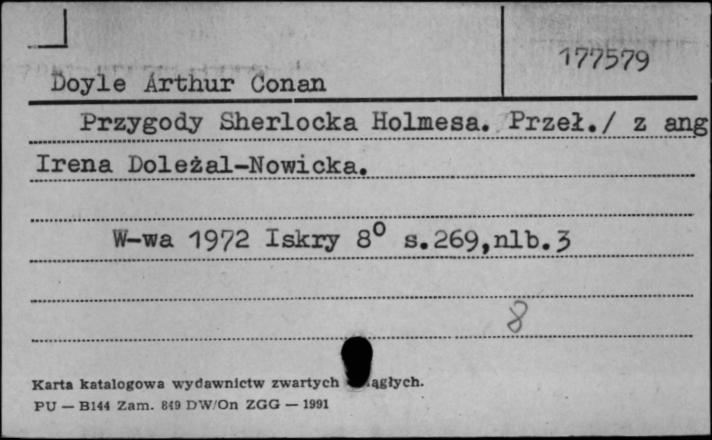 177579
Doyle Arthur Conan
Przygody Sherlocka Holmesa. Przeł./ z ang
Irena Doleżal-Nowicka.
W-wa 1972 Iskry 8° s.269,nlb.3
8
Karta katalogowa wydawnictw zwartych ciągłych.
PU — B144 Zam. 849 DW/On ZGG — 1991